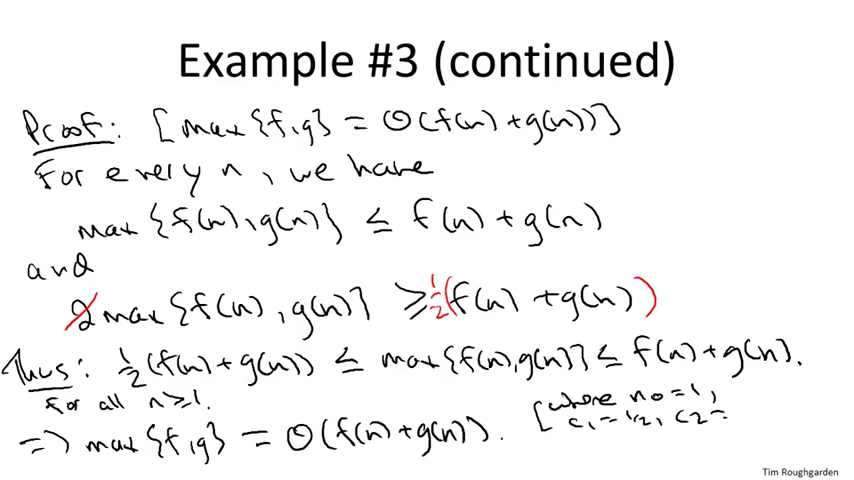 Example #3 (continued)
Proof: [max{f,g} = Θ(f(n)+g(n))]
For every n, we have
max{f(n),g(n)} ≤ f(n)+g(n)
and
2 max{f(n),g(n)} ≥ 1/2(f(n)+g(n))
Thus: 1/2(f(n)+g(n)) ≤ max{f(n),g(n)} ≤ f(n)+g(n).
for all n≥1.
[where n0=1,
c1=1/2, c2=
=> max{f,g} = Θ(f(n)+g(n)).
Tim Roughgarden